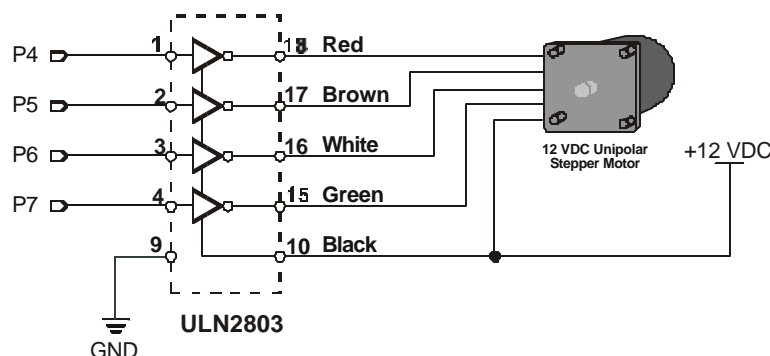 P4 1 Red
P5 2 17 Brown
P6 3 16 White
P7 4 15 Green
9 10 Black
12 VDC Unipolar
Stepper Motor
+12 VDC
ULN2803
GND